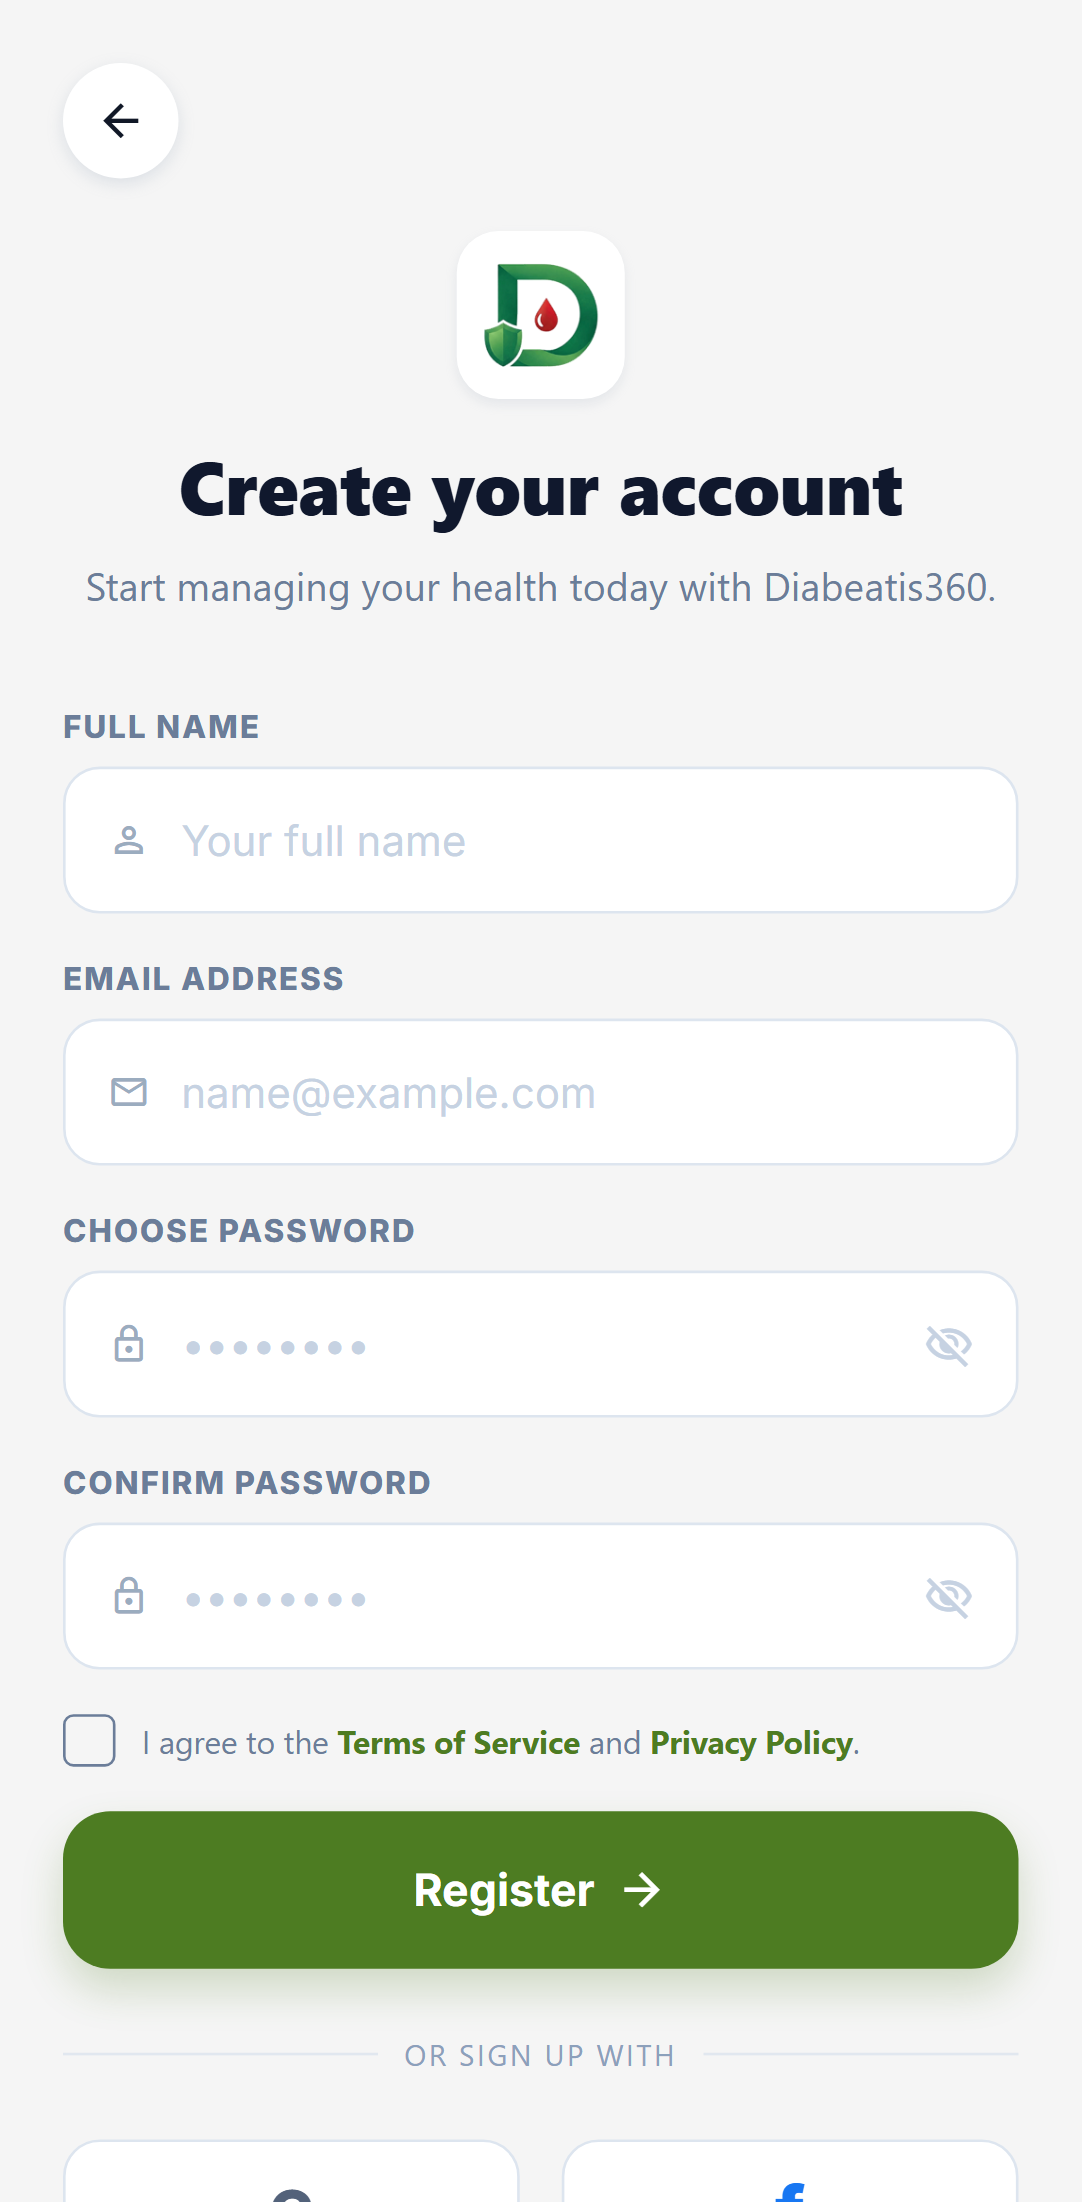 Create your account
Start managing your health today with Diabeatis360.
FULL NAME
Your full name
EMAIL ADDRESS
name@example.com
CHOOSE PASSWORD
••••••••
CONFIRM PASSWORD
••••••••
I agree to the Terms of Service and Privacy Policy.
Register →
OR SIGN UP WITH